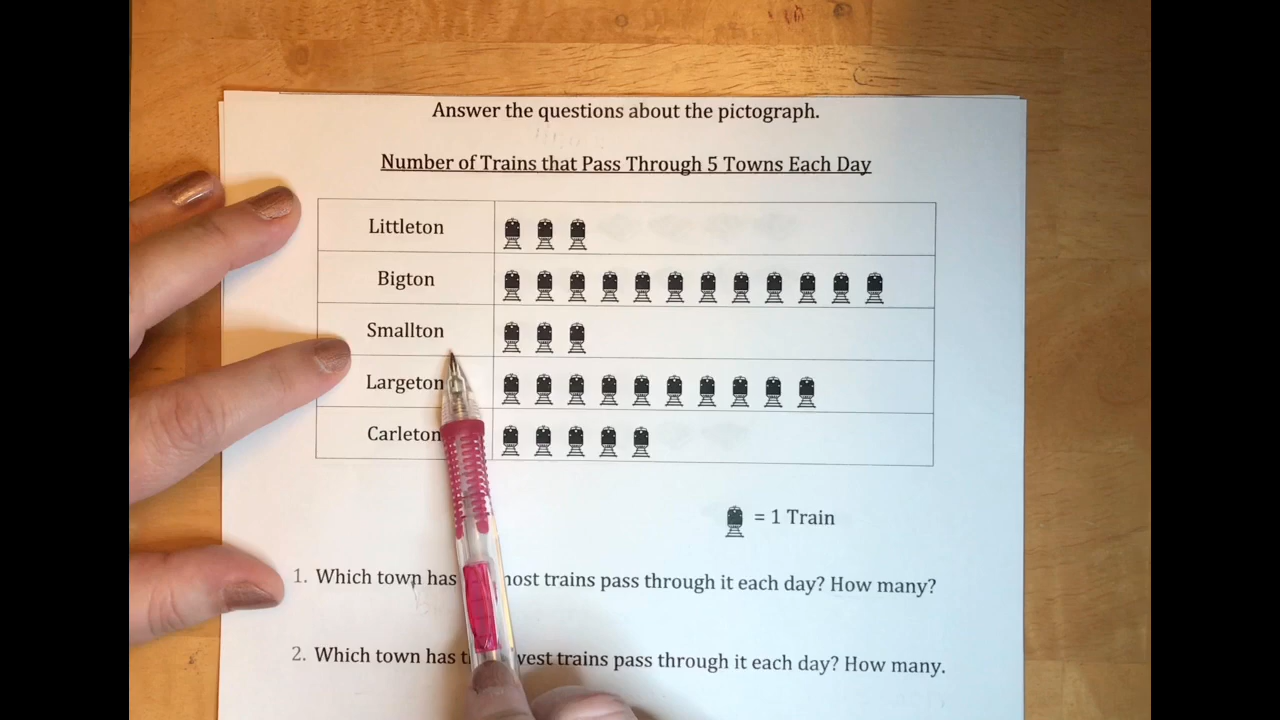 Answer the questions about the pictograph.
Number of Trains that Pass Through 5 Towns Each Day
Littleton
Bigton
Smallton
Largeton
Carleton
= 1 Train
1. Which town has most trains pass through it each day? How many?
2. Which town has trains pass through it each day? How many.